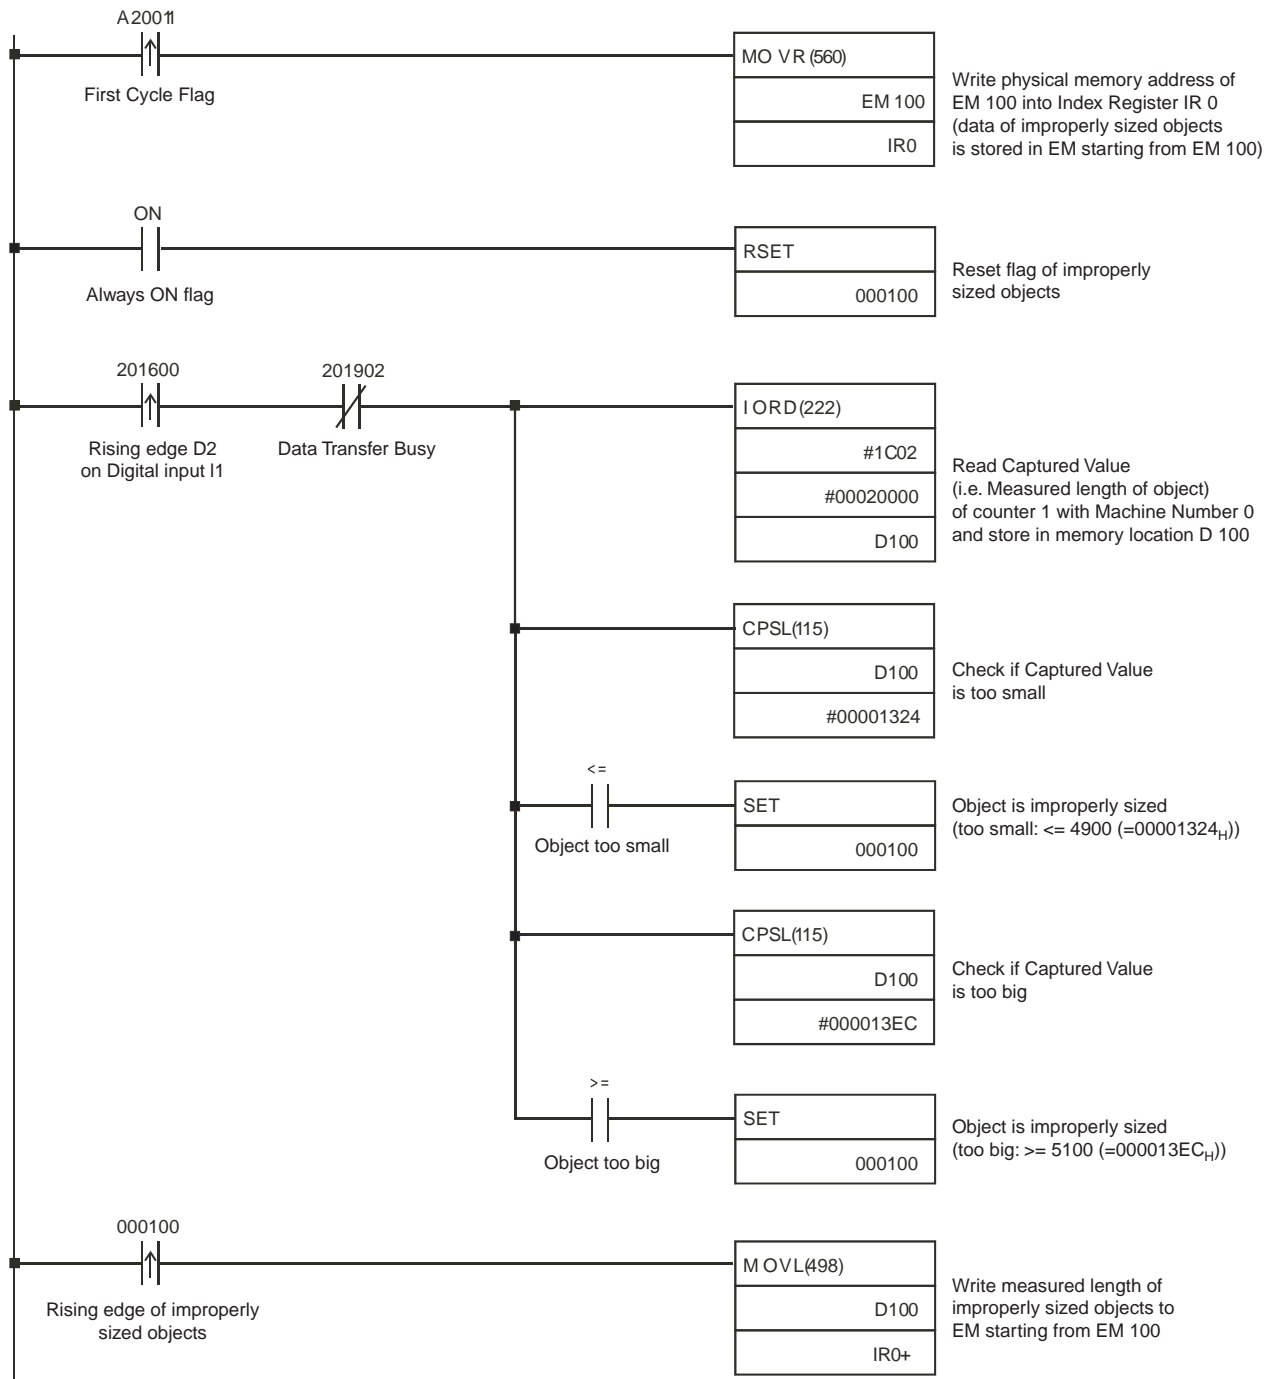 A20011
MOVR(560)
First Cycle Flag
EM 100
IR0
Write physical memory address of
EM 100 into Index Register IR 0
(data of improperly sized objects
is stored in EM starting from EM 100)
ON
RSET
Always ON flag
000100
Reset flag of improperly
sized objects
201600
201902
IORD(222)
Rising edge D2
on Digital input I1
Data Transfer Busy
#1C02
#00020000
D100
Read Captured Value
(i.e. Measured length of object)
of counter 1 with Machine Number 0
and store in memory location D 100
CPSL(115)
D100
#00001324
Check if Captured Value
is too small
<=
SET
Object too small
000100
Object is improperly sized
(too small: <= 4900 (=00001324H))
CPSL(115)
D100
#000013EC
Check if Captured Value
is too big
>=
SET
Object too big
000100
Object is improperly sized
(too big: >= 5100 (=000013ECH))
000100
MOVL(498)
Rising edge of improperly
sized objects
D100
IR0+
Write measured length of
improperly sized objects to
EM starting from EM 100